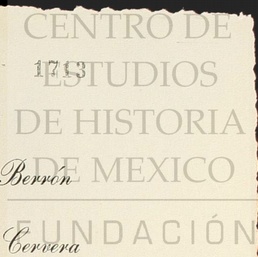 CENTRO DE
1713
ESTUDIOS
DE HISTORIA
DE MEXICO
Berrón
FUNDACIÓN
Cervera